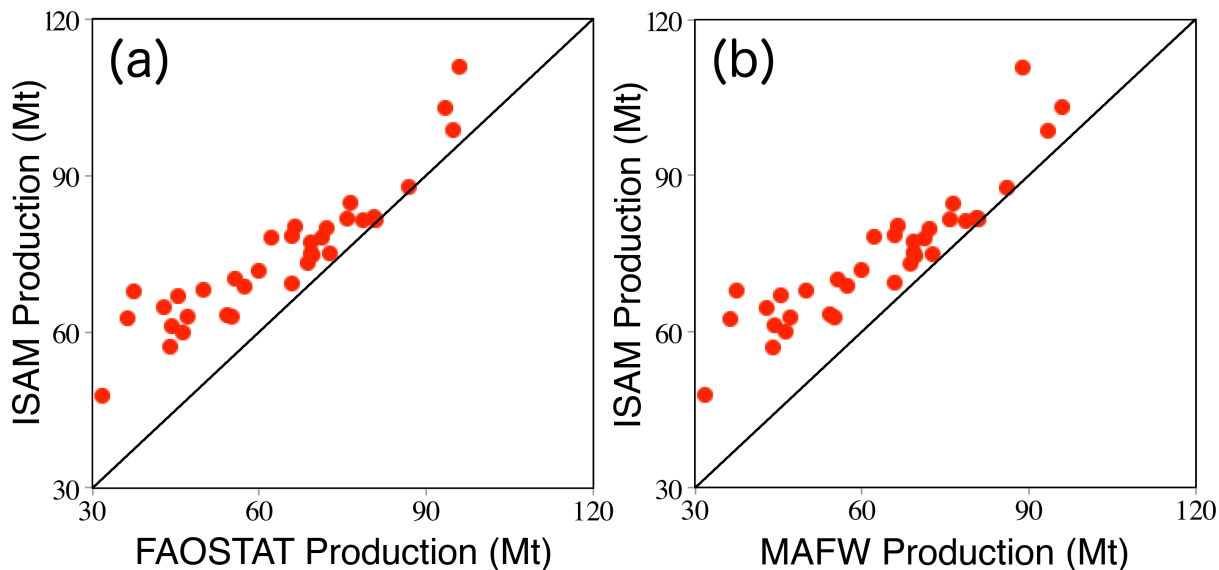 120
(a)
ISAM Production (Mt)
90
60
30
30 60 90 120
FAOSTAT Production (Mt)
120
(b)
ISAM Production (Mt)
90
60
30
30 60 90 120
MAFW Production (Mt)